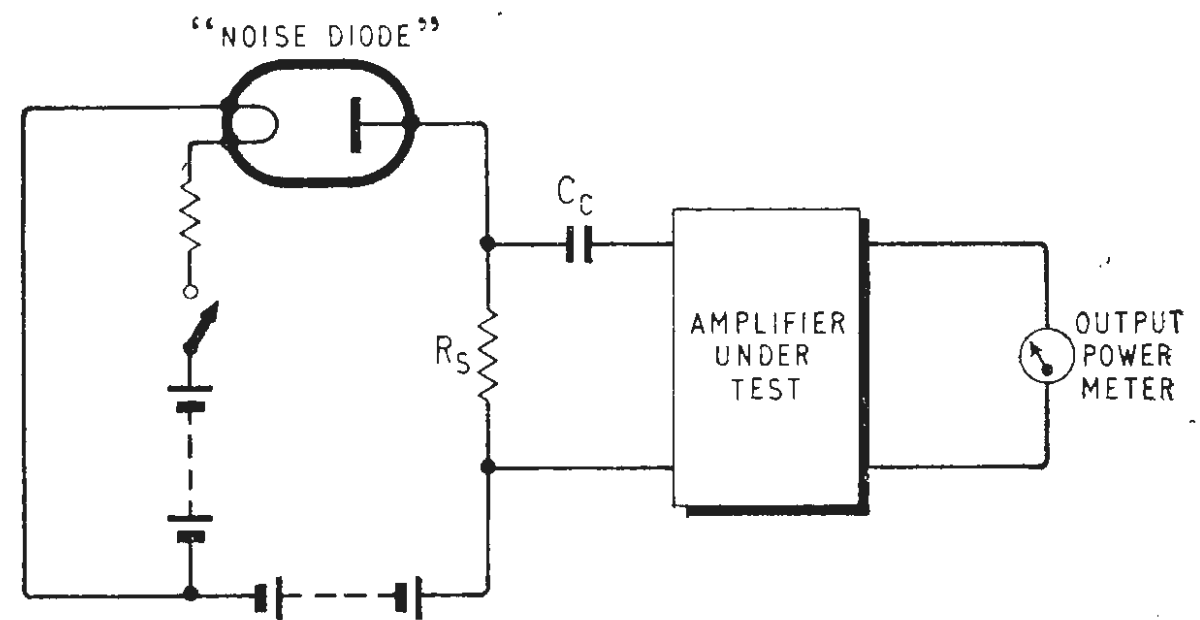 “NOISE DIODE”
C_C
R_S
AMPLIFIER
UNDER
TEST
OUTPUT
POWER
METER